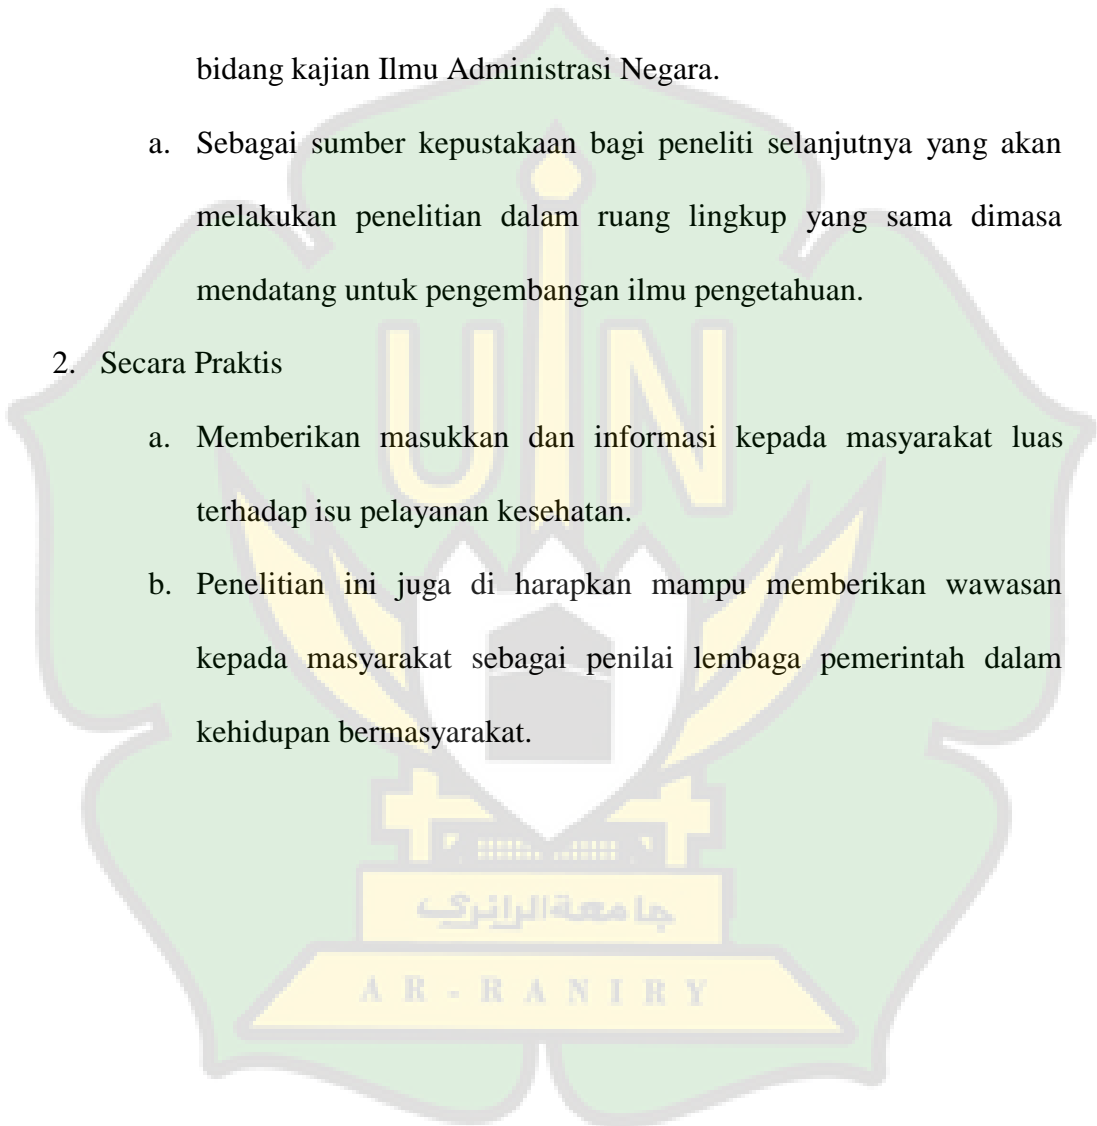 bidang kajian Ilmu Administrasi Negara.
a. Sebagai sumber kepustakaan bagi peneliti selanjutnya yang akan
melakukan penelitian dalam ruang lingkup yang sama dimasa
mendatang untuk pengembangan ilmu pengetahuan.
2. Secara Praktis
a. Memberikan masukkan dan informasi kepada masyarakat luas
terhadap isu pelayanan kesehatan.
b. Penelitian ini juga di harapkan mampu memberikan wawasan
kepada masyarakat sebagai penilai lembaga pemerintah dalam
kehidupan bermasyarakat.
UIN
جامعة الرانري
AR-RANIRY